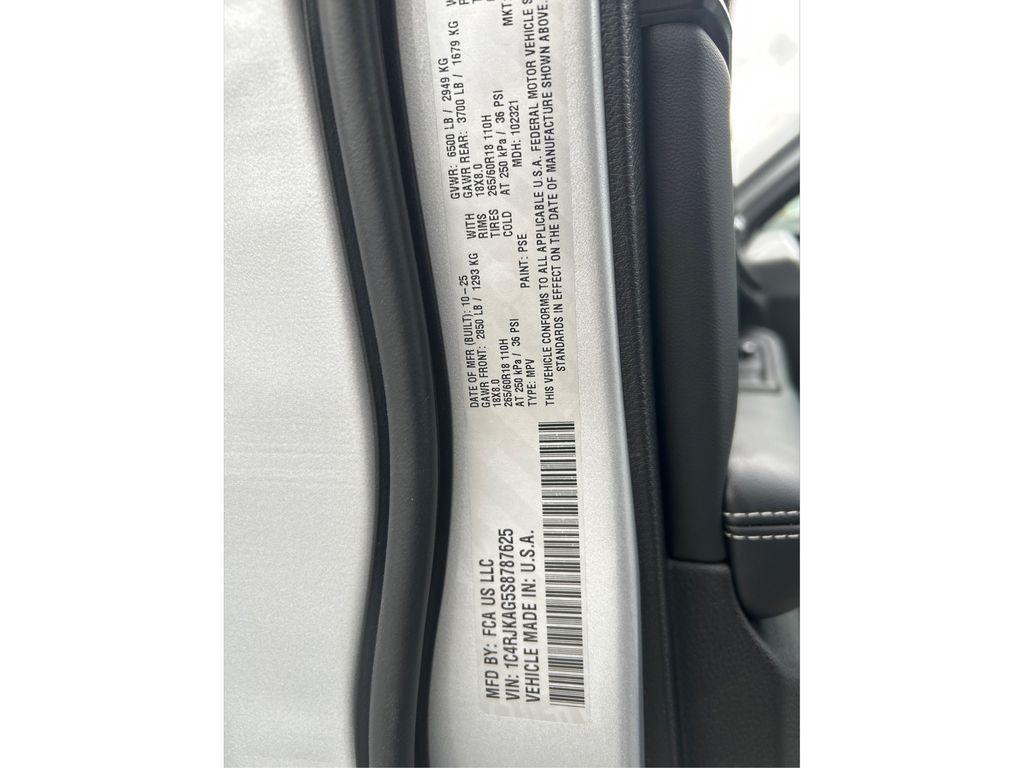 MFD BY: FCA US LLC
VIN: 1C4RJKAG5S8787625
VEHICLE MADE IN: U.S.A.
DATE OF MFR (BUILT): 10-25 GVWR: 6500 LB / 2949 KG
GAWR FRONT: 2850 LB / 1293 KG WITH GAWR REAR: 3700 LB / 1679 KG
18X8.0 RIMS 18X8.0
265/60R18 110H TIRES 265/60R18 110H
AT 250 kPa / 36 PSI COLD AT 250 kPa / 36 PSI
TYPE: MPV PAINT: PSE MDH: 102321 MKT:
THIS VEHICLE CONFORMS TO ALL APPLICABLE U.S.A. FEDERAL MOTOR VEHICLE S
STANDARDS IN EFFECT ON THE DATE OF MANUFACTURE SHOWN ABOVE.